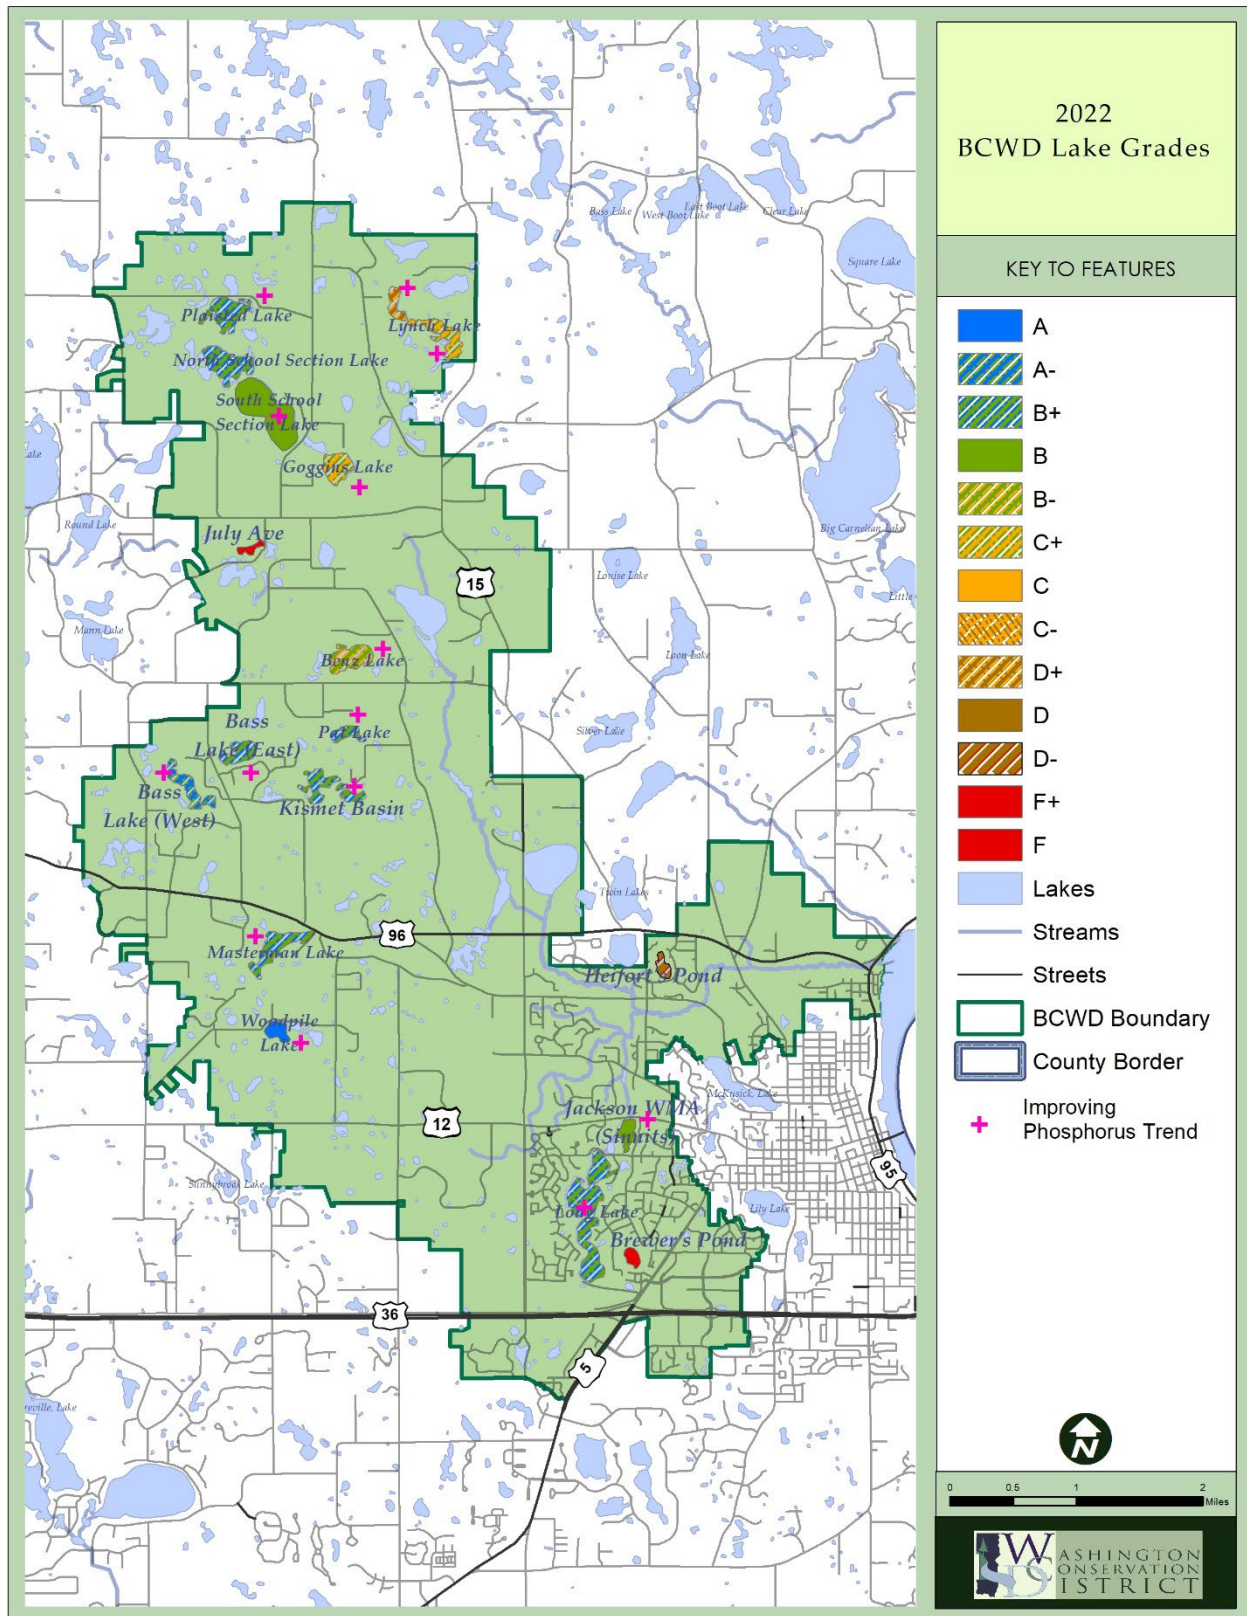 2022
BCWD Lake Grades
KEY TO FEATURES
A
A-
B+
B
B-
C+
C
C-
D+
D
D-
F+
F
Lakes
Streams
Streets
BCWD Boundary
County Border
Improving
Phosphorus Trend
N
0 0.5 1 2
Miles
WASHINGTON
CONSERVATION
DISTRICT
Bass Lake
West Boot Lake
East Boot Lake
Clear Lake
Square Lake
Plaisted Lake
Lynch Lake
North School Section Lake
South School
Section Lake
Goggins Lake
Lake
Round Lake
July Ave
Big Carnelian Lake
15
Louise Lake
Little
Mann Lake
Benz Lake
Loon Lake
Bass
Lake (East)
Pat Lake
Silver Lake
Bass
Lake (West)
Kismet Basin
Twin Lakes
96
Masterman Lake
Heifort's Pond
Woodpile
Lake
McKusick Lake
12
Jackson WMA
(Sinnits)
95
Sunnybrook Lake
Long Lake
Lily Lake
Brewer's Pond
36
5
reville, Lake